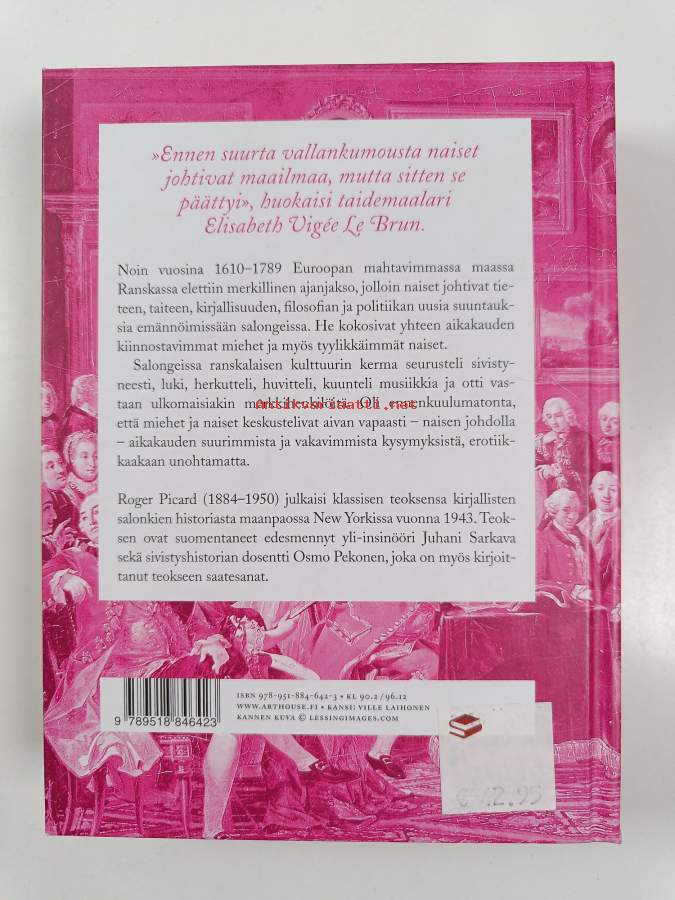 »Ennen suurta vallankumousta naiset
johtivat maailmaa, mutta sitten se
päättyi», huokaisi taidemaalari
Elisabeth Vigée Le Brun.
Noin vuosina 1610–1789 Euroopan mahtavimmassa maassa
Ranskassa elettiin merkillinen ajanjakso, jolloin naiset johtivat tie-
teen, taiteen, kirjallisuuden, filosofian ja politiikan uusia suuntauk-
sia emännöimissään salongeissa. He kokosivat yhteen aikakauden
kiinnostavimmat miehet ja myös tyylikkäimmät naiset.
Salongeissa ranskalaisen kulttuurin kerma seurusteli sivisty-
neesti, luki, herkutteli, huvitteli, kuunteli musiikkia ja otti vas-
taan ulkomaisiakin merkkihenkilöitä. Oli ennenkuulumatonta,
Antikvariaatti.net
että miehet ja naiset keskustelivat aivan vapaasti – naisen johdolla
– aikakauden suurimmista ja vakavimmista kysymyksistä, erotiik-
kaakaan unohtamatta.
Roger Picard (1884–1950) julkaisi klassisen teoksensa kirjallisten
salonkien historiasta maanpaossa New Yorkissa vuonna 1943. Teok-
sen ovat suomentaneet edesmennyt yli-insinööri Juhani Sarkava
sekä sivistyshistorian dosentti Osmo Pekonen, joka on myös kirjoit-
tanut teokseen saatesanat.
ISBN 978-951-884-642-3 • KL 90.2 / 96.12
WWW.ARTHOUSE.FI • KANSI: VILLE LAIHONEN
KANNEN KUVA © LESSINGIMAGES.COM
9 789518 846423